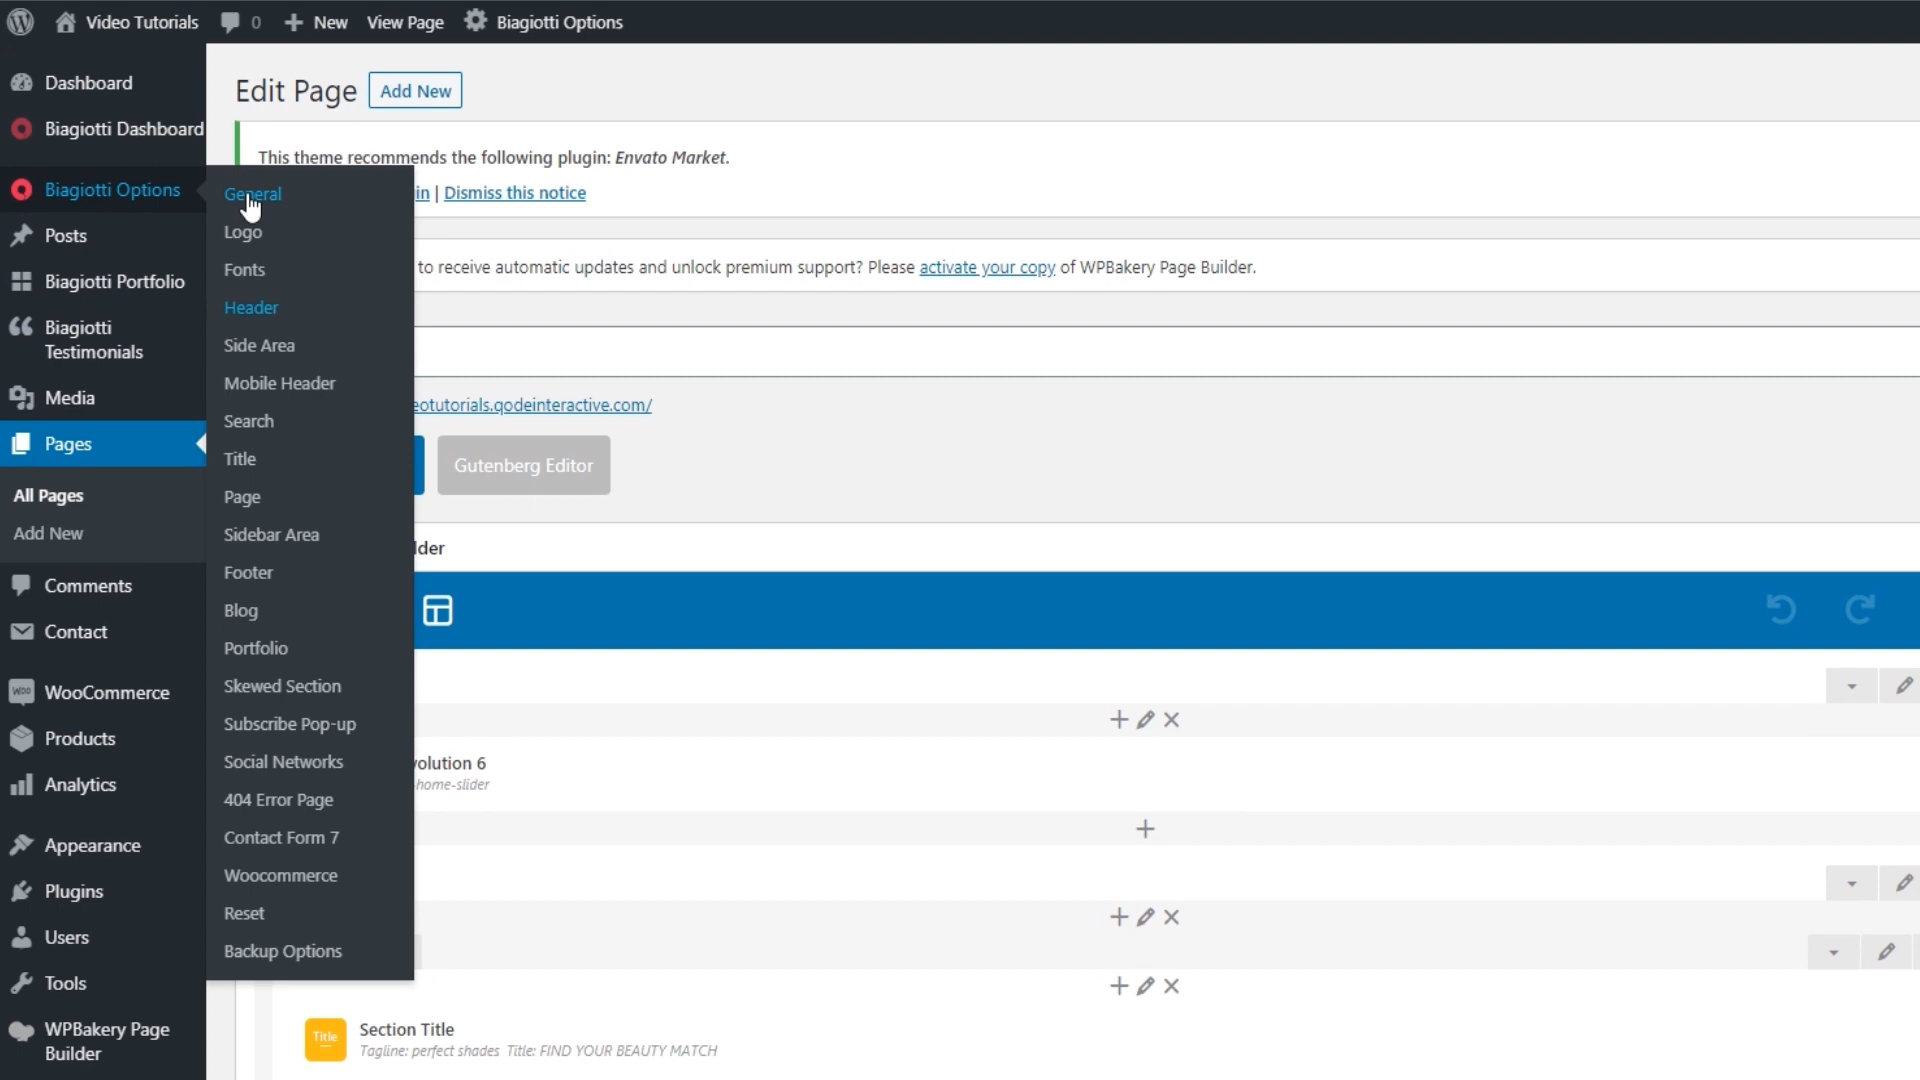 Video Tutorials 0 New View Page Biagiotti Options
Dashboard
Biagiotti Dashboard
Biagiotti Options
Posts
Biagiotti Portfolio
Biagiotti
Testimonials
Media
Pages
All Pages
Add New
Comments
Contact
WooCommerce
Products
Analytics
Appearance
Plugins
Users
Tools
WPBakery Page
Builder
General
Logo
Fonts
Header
Side Area
Mobile Header
Search
Title
Page
Sidebar Area
Footer
Blog
Portfolio
Skewed Section
Subscribe Pop-up
Social Networks
404 Error Page
Contact Form 7
Woocommerce
Reset
Backup Options
Edit Page Add New
This theme recommends the following plugin: Envato Market.
in | Dismiss this notice
to receive automatic updates and unlock premium support? Please activate your copy of WPBakery Page Builder.
eotutorials.qodeinteractive.com/
Gutenberg Editor
lder
volution 6
home-slider
Title
Section Title
Tagline: perfect shades Title: FIND YOUR BEAUTY MATCH